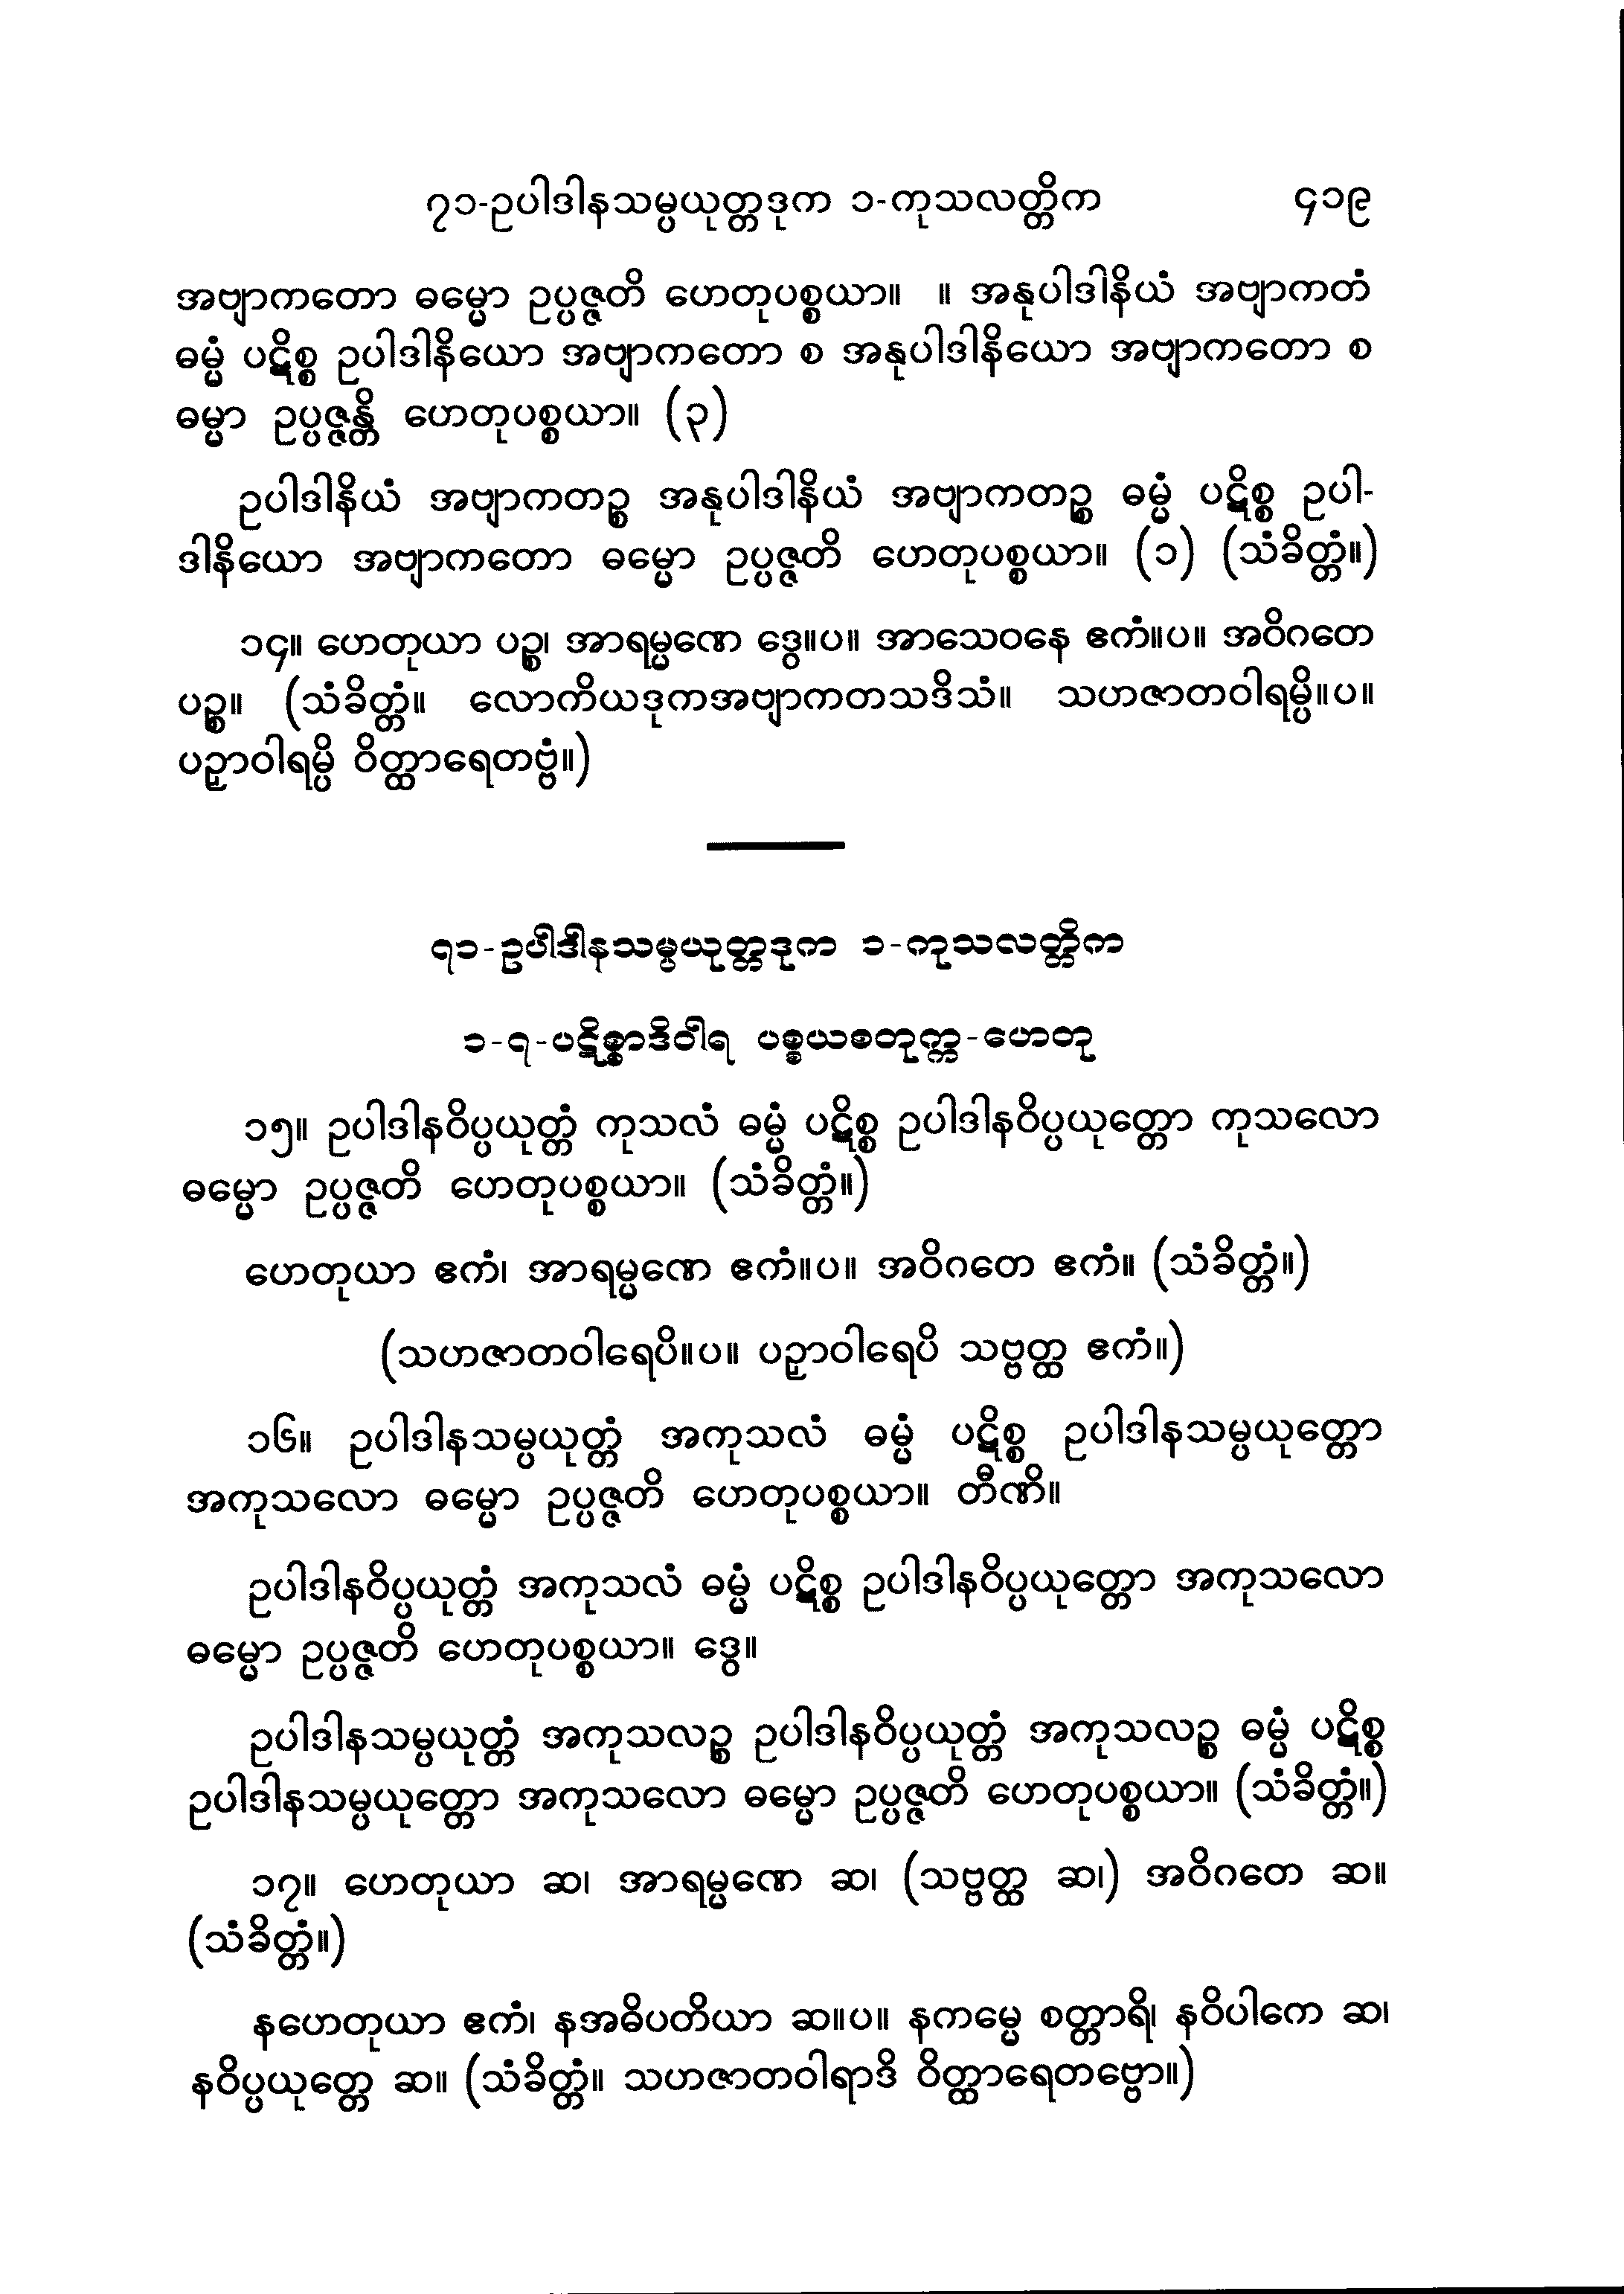 ၇၁-ဥပါဒါနသမ္ပယုတ္တဒုက ၁-ကုသလတ္တိက ၄၁၉
အဗျာကတော ဓမ္မော ဥပ္ပဇ္ဇတိ ဟေတုပစ္စယာ။ ။ အနုပါဒါနိယံ အဗျာကတံ
ဓမ္မံ ပဋိစ္စ ဥပါဒါနိယော အဗျာကတော စ အနုပါဒါနိယော အဗျာကတော စ
ဓမ္မာ ဥပ္ပဇ္ဇန္တိ ဟေတုပစ္စယာ။ (၃)
ဥပါဒါနိယံ အဗျာကတဉ္စ အနုပါဒါနိယံ အဗျာကတဉ္စ ဓမ္မံ ပဋိစ္စ ဥပါ-
ဒါနိယော အဗျာကတော ဓမ္မော ဥပ္ပဇ္ဇတိ ဟေတုပစ္စယာ။ (၁) (သံခိတ္တံ။)
၁၄။ ဟေတုယာ ပဉ္စ၊ အာရမ္မဏေ ဒွေ။ပ။ အာသေဝနေ ဧကံ။ပ။ အဝိဂတေ
ပဉ္စ။ (သံခိတ္တံ။ လောကိယဒုကအဗျာကတသဒိသံ။ သဟဇာတဝါရမ္ပိ။ပ။
ပဉှာဝါရမ္ပိ ဝိတ္ထာရေတဗ္ဗံ။)
၇၁-ဥပါဒါနသမ္ပယုတ္တဒုက ၁-ကုသလတ္တိက
၁-၇-ပဋိစ္စာဒိဝါရ ပစ္စယစတုက္က-ဟေတု
၁၅။ ဥပါဒါနဝိပ္ပယုတ္တံ ကုသလံ ဓမ္မံ ပဋိစ္စ ဥပါဒါနဝိပ္ပယုတ္တော ကုသလော
ဓမ္မော ဥပ္ပဇ္ဇတိ ဟေတုပစ္စယာ။ (သံခိတ္တံ။)
ဟေတုယာ ဧကံ၊ အာရမ္မဏေ ဧကံ။ပ။ အဝိဂတေ ဧကံ။ (သံခိတ္တံ။)
(သဟဇာတဝါရေပိ။ပ။ ပဉှာဝါရေပိ သဗ္ဗတ္ထ ဧကံ။)
၁၆။ ဥပါဒါနသမ္ပယုတ္တံ အကုသလံ ဓမ္မံ ပဋိစ္စ ဥပါဒါနသမ္ပယုတ္တော
အကုသလော ဓမ္မော ဥပ္ပဇ္ဇတိ ဟေတုပစ္စယာ။ တီဏိ။
ဥပါဒါနဝိပ္ပယုတ္တံ အကုသလံ ဓမ္မံ ပဋိစ္စ ဥပါဒါနဝိပ္ပယုတ္တော အကုသလော
ဓမ္မော ဥပ္ပဇ္ဇတိ ဟေတုပစ္စယာ။ ဒွေ။
ဥပါဒါနသမ္ပယုတ္တံ အကုသလဉ္စ ဥပါဒါနဝိပ္ပယုတ္တံ အကုသလဉ္စ ဓမ္မံ ပဋိစ္စ
ဥပါဒါနသမ္ပယုတ္တော အကုသလော ဓမ္မော ဥပ္ပဇ္ဇတိ ဟေတုပစ္စယာ။ (သံခိတ္တံ။)
၁၇။ ဟေတုယာ ဆ၊ အာရမ္မဏေ ဆ၊ (သဗ္ဗတ္ထ ဆ၊) အဝိဂတေ ဆ။
(သံခိတ္တံ။)
နဟေတုယာ ဧကံ၊ နအဓိပတိယာ ဆ။ပ။ နကမ္မေ စတ္တာရိ၊ နဝိပါကေ ဆ၊
နဝိပ္ပယုတ္တေ ဆ။ (သံခိတ္တံ။ သဟဇာတဝါရာဒိ ဝိတ္ထာရေတဗ္ဗော။)